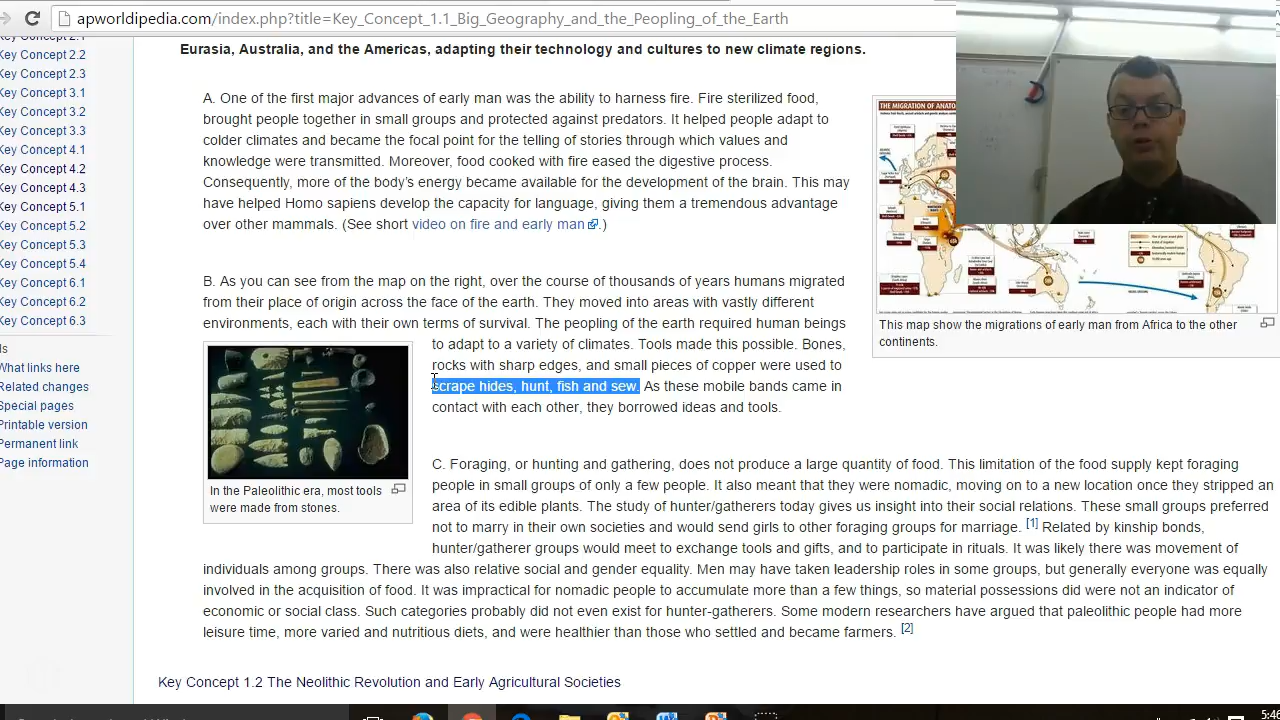 apworldipedia.com/index.php?title=Key_Concept_1.1_Big_Geography_and_the_Peopling_of_the_Earth
Key Concept 2.2
Key Concept 2.3
Key Concept 3.1
Key Concept 3.2
Key Concept 3.3
Key Concept 4.1
Key Concept 4.2
Key Concept 4.3
Key Concept 5.1
Key Concept 5.2
Key Concept 5.3
Key Concept 5.4
Key Concept 6.1
Key Concept 6.2
Key Concept 6.3
What links here
Related changes
Special pages
Printable version
Permanent link
Page information
Eurasia, Australia, and the Americas, adapting their technology and cultures to new climate regions.
A. One of the first major advances of early man was the ability to harness fire. Fire sterilized food,
brought people together in small groups and protected against predators. It helped people adapt to
colder climates and became the focal point for the telling of stories through which values and
knowledge were transmitted. Moreover, food cooked with fire eased the digestive process.
Consequently, more of the body's energy became available for the development of the brain. This may
have helped Homo sapiens develop the capacity for language, giving them a tremendous advantage
over other mammals. (See short video on fire and early man .)
B. As you can see from the map on the right, over the course of thousands of years humans migrated
from their place of origin across the face of the earth. They moved into areas with vastly different
environments, each with their own terms of survival. The peopling of the earth required human beings
to adapt to a variety of climates. Tools made this possible. Bones,
rocks with sharp edges, and small pieces of copper were used to
scrape hides, hunt, fish and sew. As these mobile bands came in
contact with each other, they borrowed ideas and tools.
THE MIGRATION OF
This map show the migrations of early man from Africa to the other
continents.
In the Paleolithic era, most tools
were made from stones.
C. Foraging, or hunting and gathering, does not produce a large quantity of food. This limitation of the food supply kept foraging
people in small groups of only a few people. It also meant that they were nomadic, moving on to a new location once they stripped an
area of its edible plants. The study of hunter/gatherers today gives us insight into their social relations. These small groups preferred
not to marry in their own societies and would send girls to other foraging groups for marriage. [1] Related by kinship bonds,
hunter/gatherer groups would meet to exchange tools and gifts, and to participate in rituals. It was likely there was movement of
individuals among groups. There was also relative social and gender equality. Men may have taken leadership roles in some groups, but generally everyone was equally
involved in the acquisition of food. It was impractical for nomadic people to accumulate more than a few things, so material possessions did were not an indicator of
economic or social class. Such categories probably did not even exist for hunter-gatherers. Some modern researchers have argued that paleolithic people had more
leisure time, more varied and nutritious diets, and were healthier than those who settled and became farmers. [2]
Key Concept 1.2 The Neolithic Revolution and Early Agricultural Societies